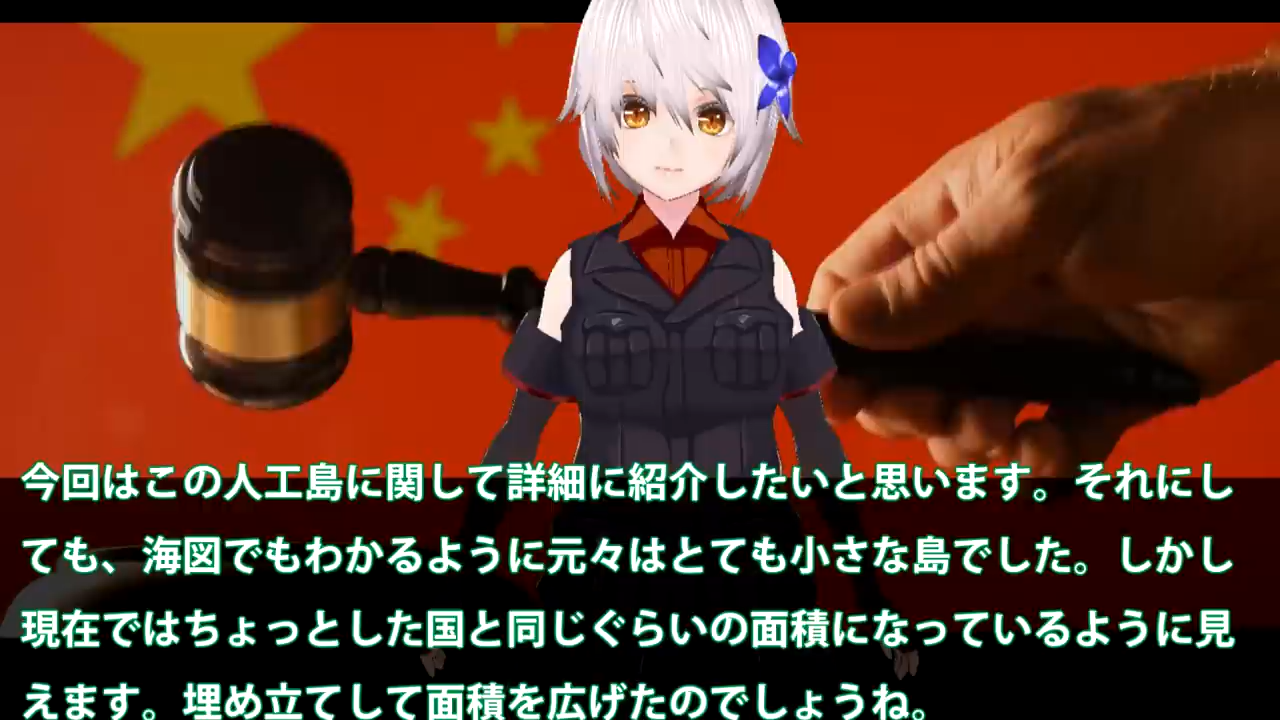 今回はこの人工島に関して詳細に紹介したいと思います。それにし
ても、海図でもわかるように元々はとても小さな島でした。しかし
現在ではちょっとした国と同じぐらいの面積になっているように見
えます。埋め立てして面積を広げたのでしょうね。